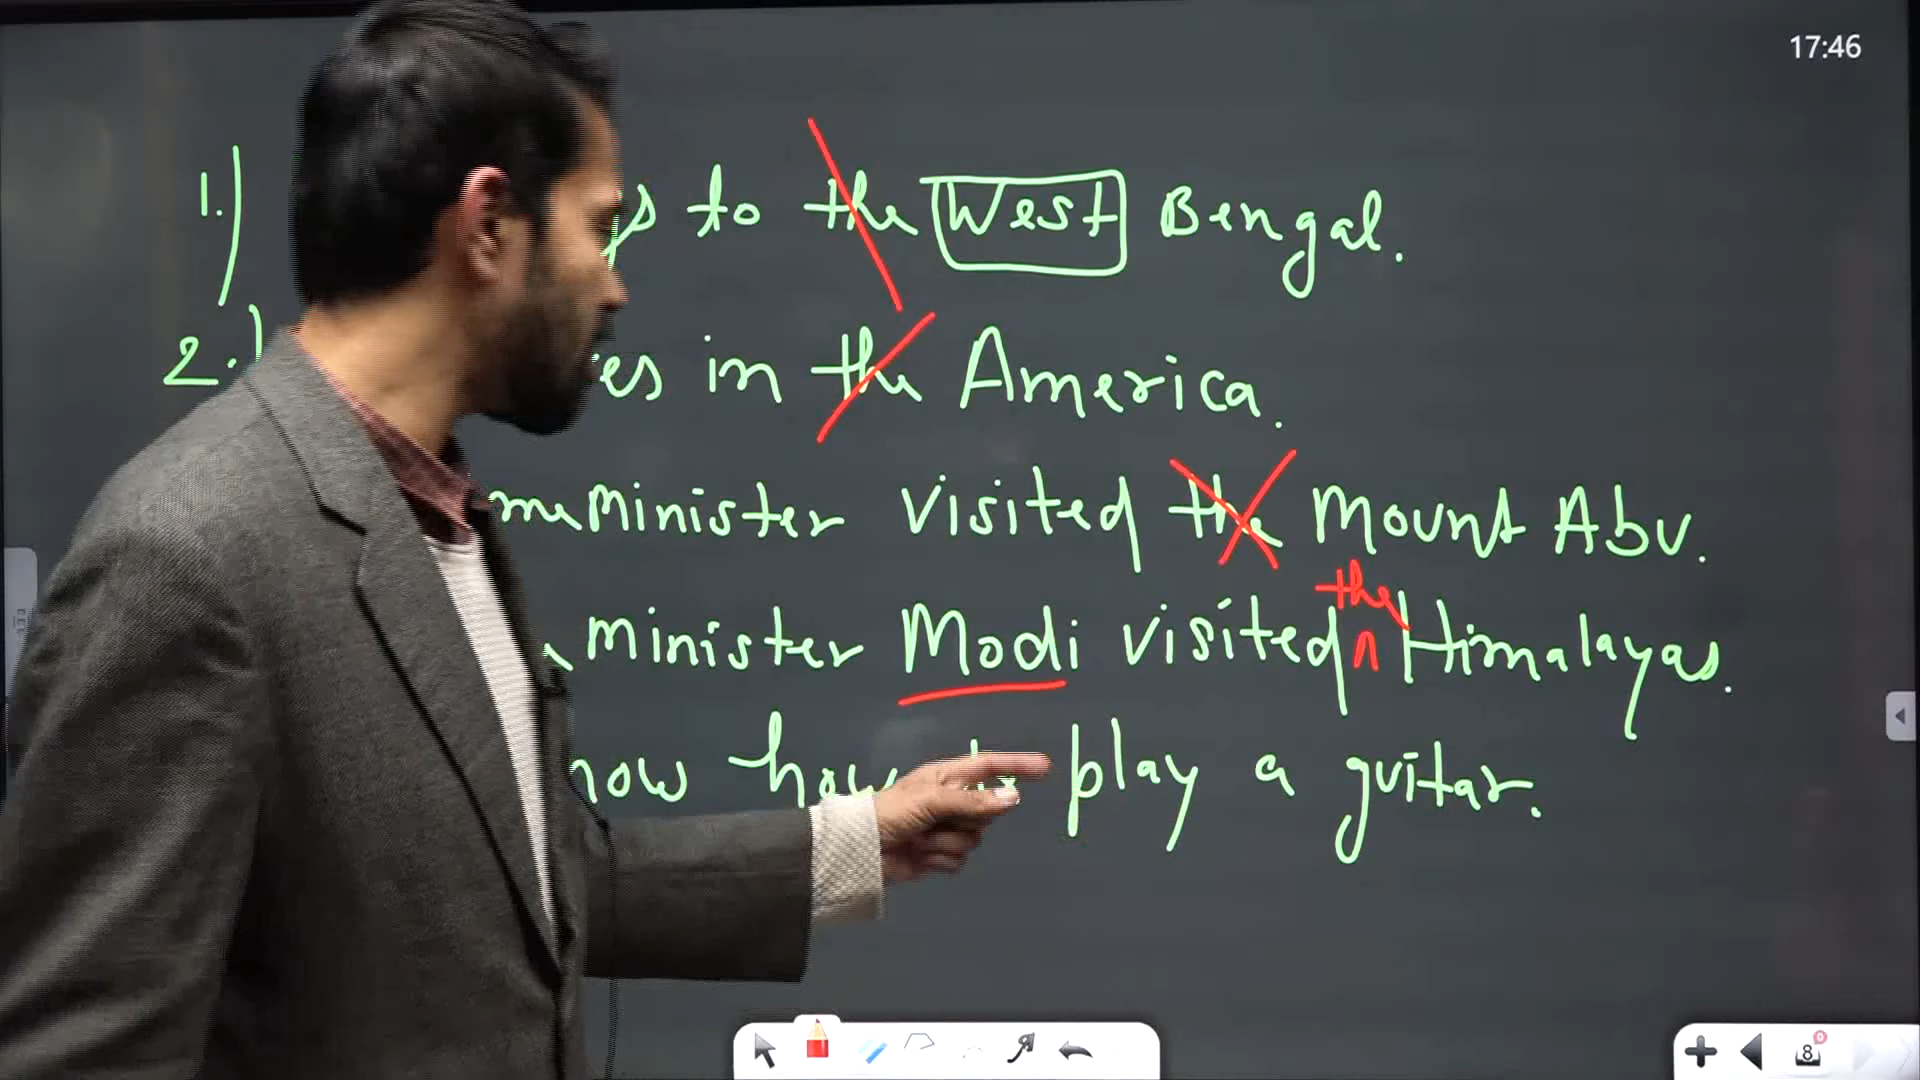 17:46
1.) to the West Bengal.
2.) in the America.
Minister visited the Mount Abu.
the
minister Modi visited ^ Himalayas.
how play a guitar.
8